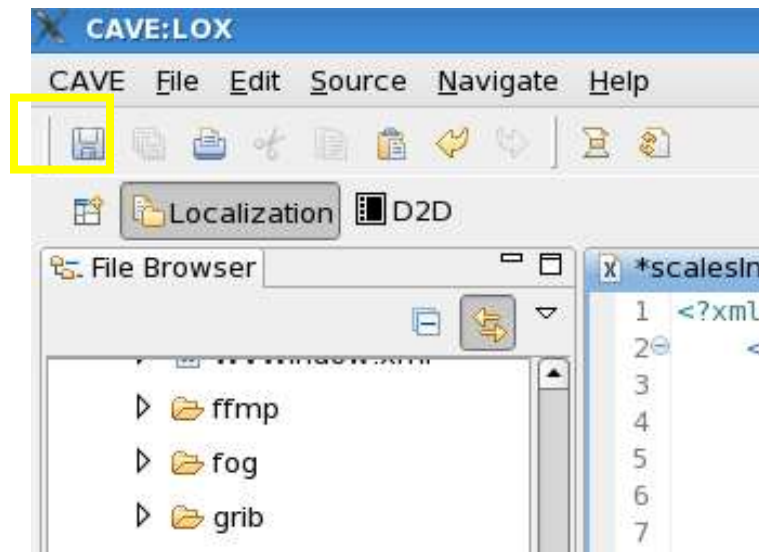 CAVE:LOX
CAVE File Edit Source Navigate Help
Localization D2D
File Browser
*scalesIn
1 <?xml
2 <
3
ffmp
4
fog
5
6
grib
7